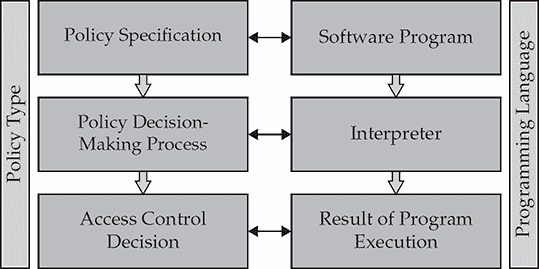 Policy Type
Policy Specification
Software Program
Policy Decision-
Making Process
Interpreter
Access Control
Decision
Result of Program
Execution
Programming Language